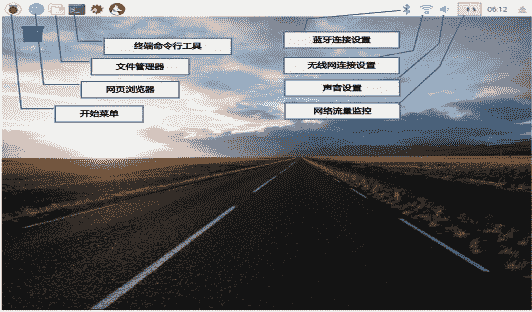 06:12
终端命令行工具
文件管理器
网页浏览器
开始菜单
蓝牙连接设置
无线网连接设置
声音设置
网络流量监控